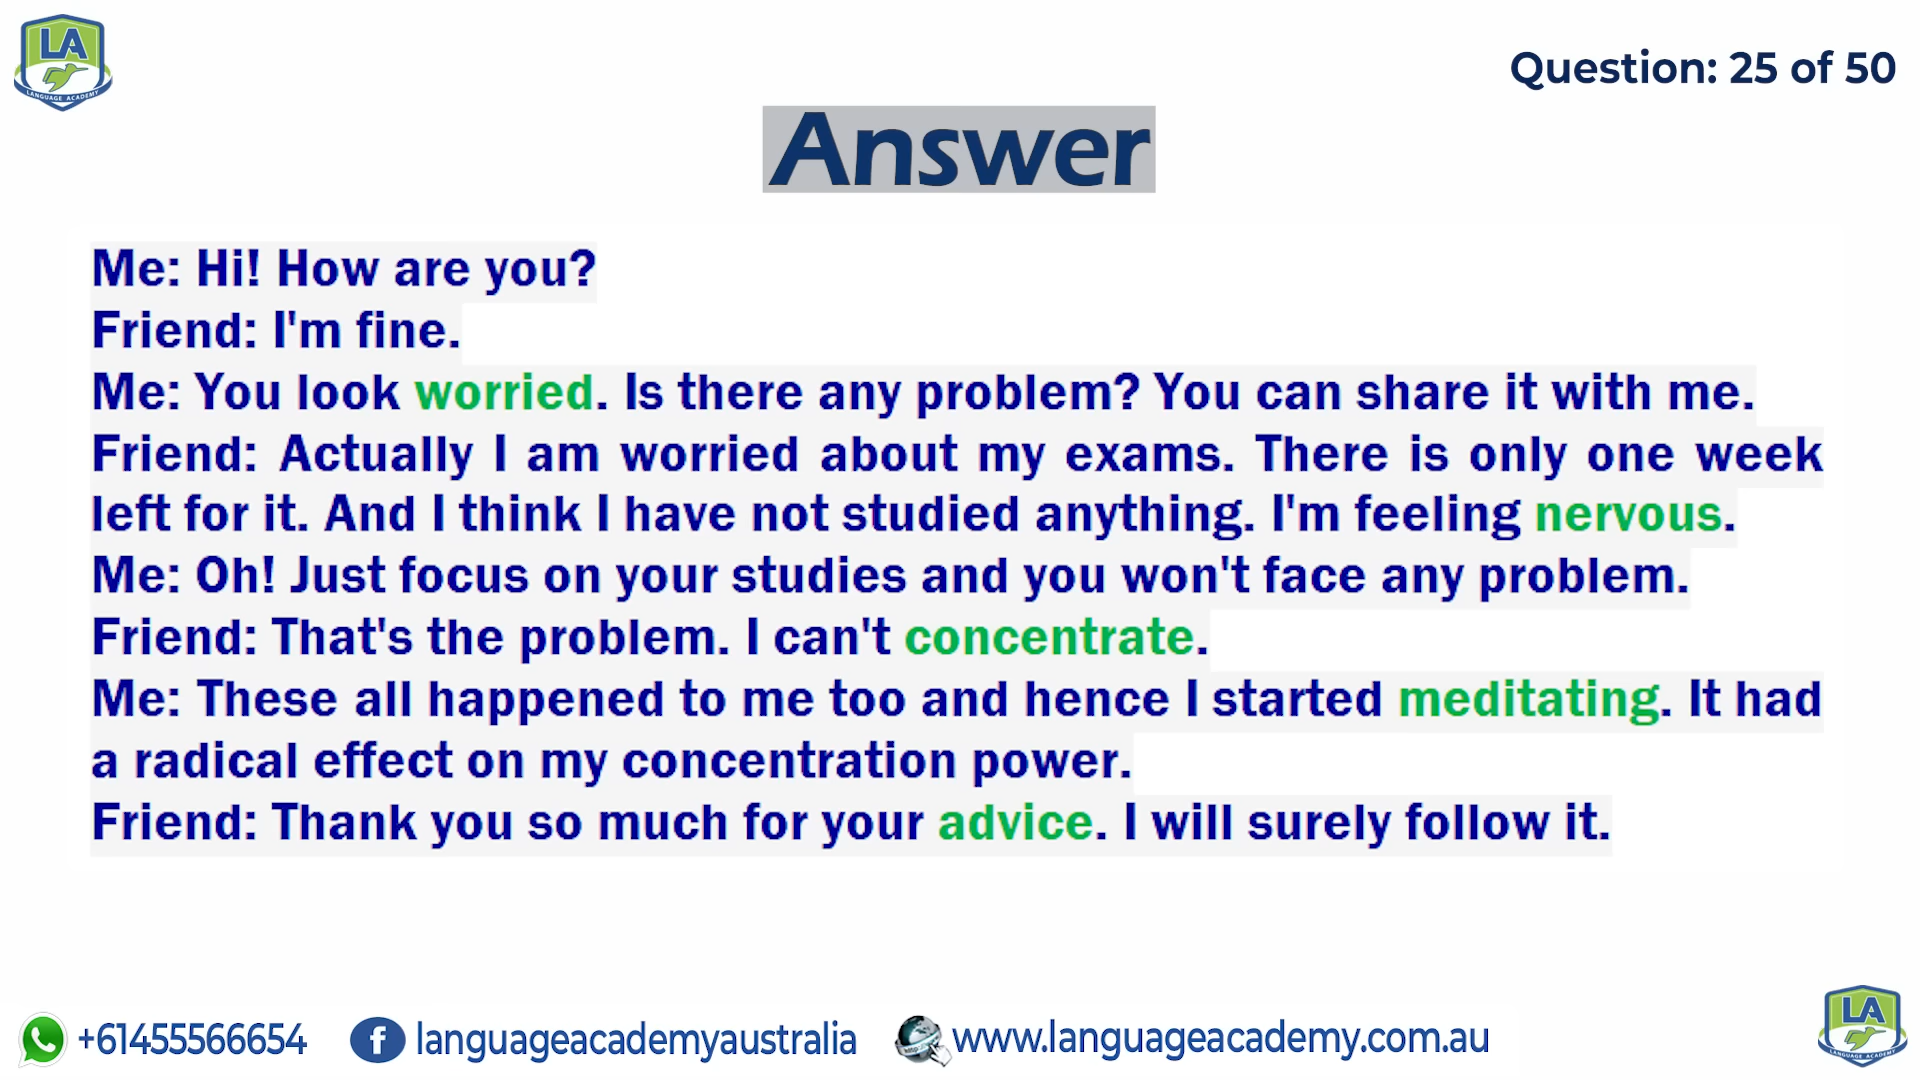 LA
LANGUAGE ACADEMY
Question: 25 of 50
Answer
Me: Hi! How are you?
Friend: I'm fine.
Me: You look worried. Is there any problem? You can share it with me.
Friend: Actually I am worried about my exams. There is only one week
left for it. And I think I have not studied anything. I'm feeling nervous.
Me: Oh! Just focus on your studies and you won't face any problem.
Friend: That's the problem. I can't concentrate.
Me: These all happened to me too and hence I started meditating. It had
a radical effect on my concentration power.
Friend: Thank you so much for your advice. I will surely follow it.
+61455566654
f languageacademyaustralia
www.languageacademy.com.au
LA
LANGUAGE ACADEMY